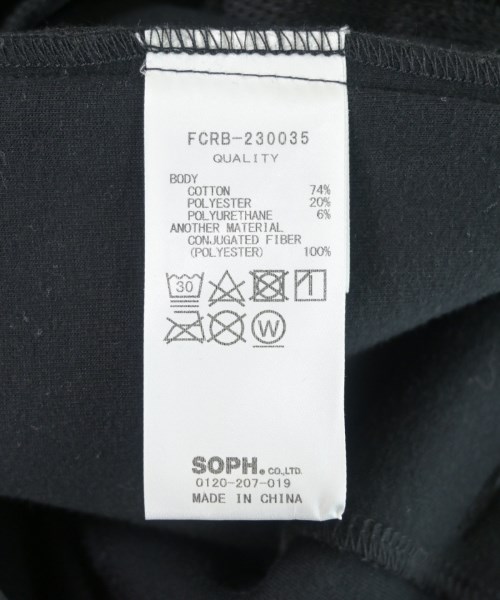 FCRB-230035
QUALITY
BODY
COTTON 74%
POLYESTER 20%
POLYURETHANE 6%
ANOTHER MATERIAL
CONJUGATED FIBER
(POLYESTER) 100%
30
W
SOPH. CO.,LTD.
0120-207-019
MADE IN CHINA